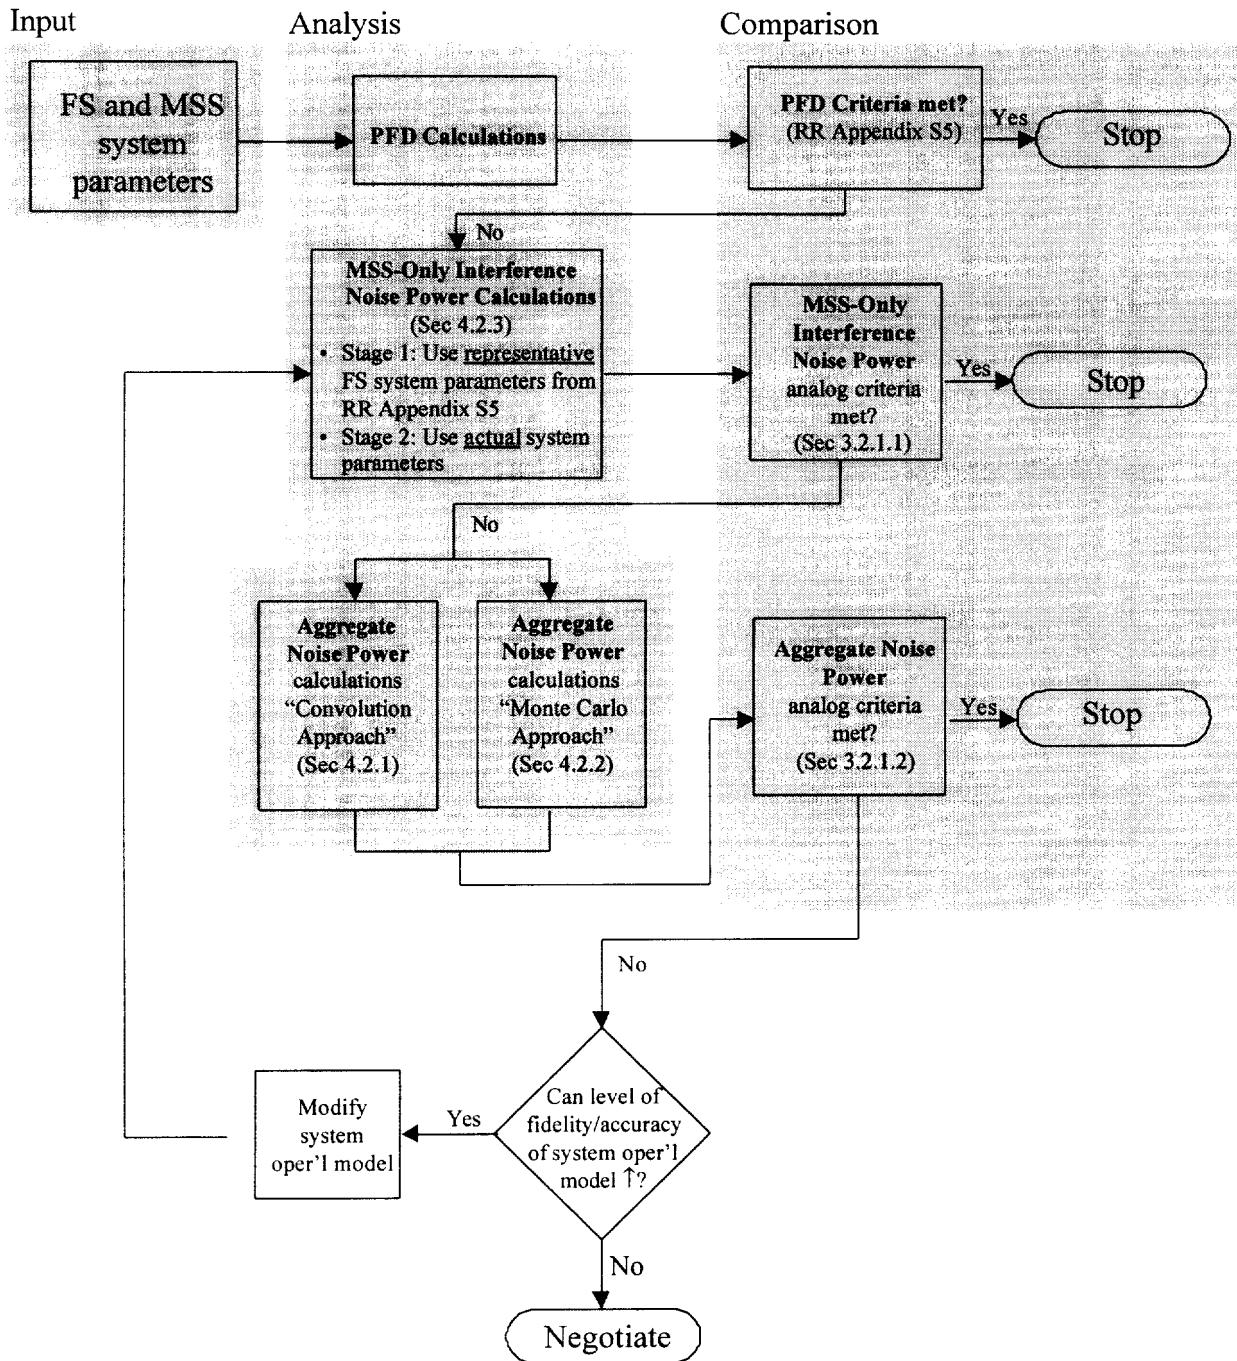 Input
Analysis
Comparison
FS and MSS
system
parameters
PFD Calculations
PFD Criteria met?
(RR Appendix S5)
Yes
Stop
No
MSS-Only Interference
Noise Power Calculations
(Sec 4.2.3)
• Stage 1: Use representative
FS system parameters from
RR Appendix S5
• Stage 2: Use actual system
parameters
MSS-Only
Interference
Noise Power
analog criteria
met?
(Sec 3.2.1.1)
Yes
Stop
No
Aggregate
Noise Power
calculations
“Convolution
Approach”
(Sec 4.2.1)
Aggregate
Noise Power
calculations
“Monte Carlo
Approach”
(Sec 4.2.2)
Aggregate Noise
Power
analog criteria
met?
(Sec 3.2.1.2)
Yes
Stop
No
Can level of
fidelity/accuracy
of system oper’l
model ↑?
Yes
Modify
system
oper’l model
No
Negotiate